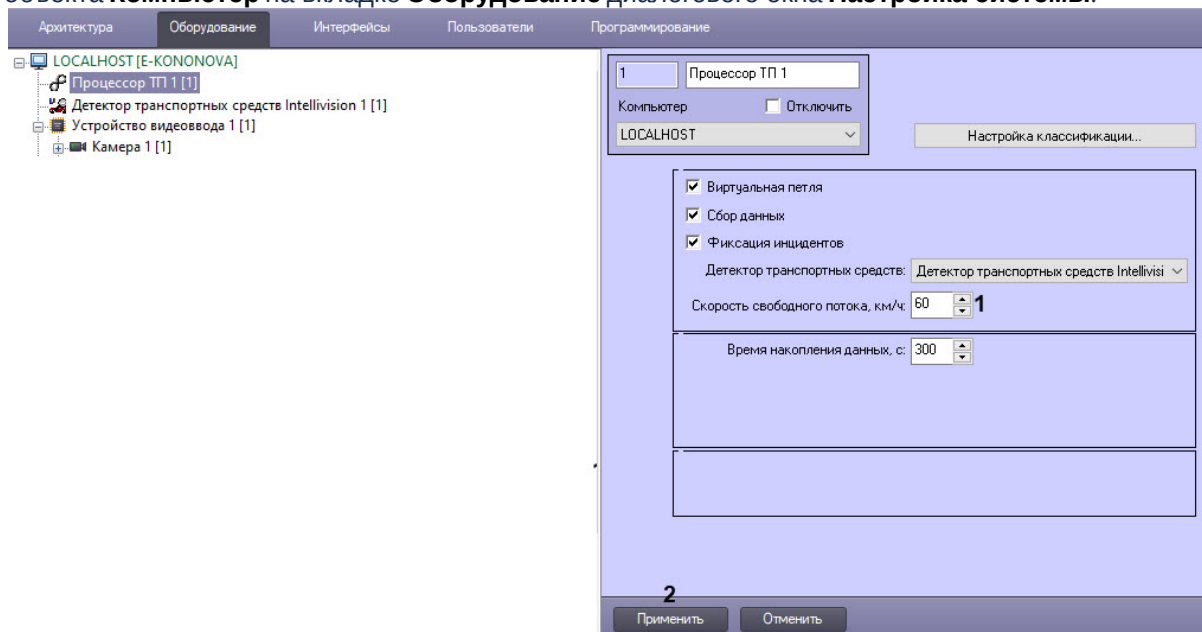 объекта Компьютер на вкладке Оборудование диалогового окна Настройка системы.
Архитектура Оборудование Интерфейсы Пользователи Программирование
LOCALHOST [E-KONONOVA]
Процессор ТП 1 [1]
Детектор транспортных средств Intellivision 1 [1]
Устройство видеоввода 1 [1]
Камера 1 [1]
1 Процессор ТП 1
Компьютер Отключить
LOCALHOST Настройка классификации...
Виртуальная петля
Сбор данных
Фиксация инцидентов
Детектор транспортных средств: Детектор транспортных средств Intellivisi
Скорость свободного потока, км/ч: 60 1
Время накопления данных, с: 300
2
Применить Отменить